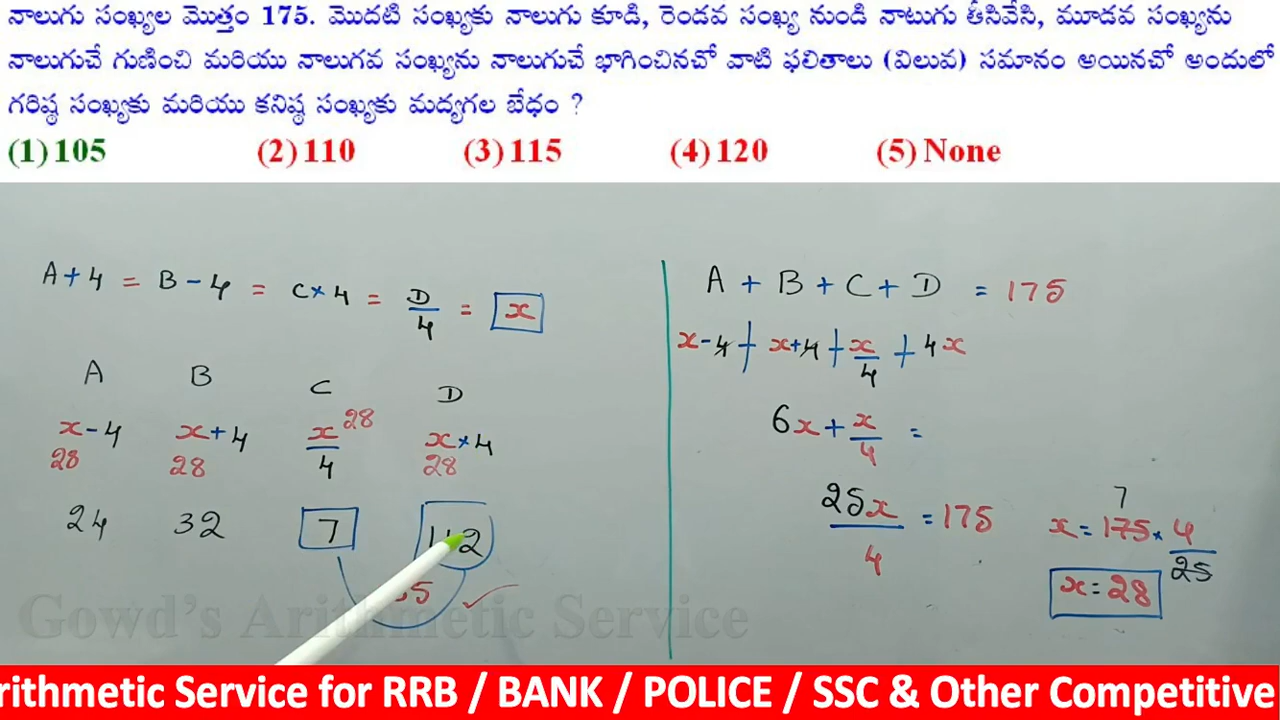 నాలుగు సంఖ్యల మొత్తం 175. మొదటి సంఖ్యకు నాలుగు కూడి, రెండవ సంఖ్య నుండి నాటుగు తీసివేసి, మూడవ సంఖ్యను
నాలుగుచే గుణించి మరియు నాలుగవ సంఖ్యను నాలుగుచే భాగించినచో వాటి ఫలితాలు (విలువ) సమానం అయినచో అందులో
గరిష్ఠ సంఖ్యకు మరియు కనిష్ఠ సంఖ్యకు మద్యగల బేధం ?
(1) 105 (2) 110 (3) 115 (4) 120 (5) None
A + 4 = B - 4 = C × 4 = D/4 = x
A B C D
x - 4 x + 4 x/4 28 x × 4
28 28 28
24 32 7
A + B + C + D = 175
x - 4 + x + 4 + x/4 + 4x
6x + x/4 =
25x/4 = 175
7
x = 175 × 4/25
x = 28
Gowd's Arithmetic Service
rithmetic Service for RRB / BANK / POLICE / SSC & Other Competitive